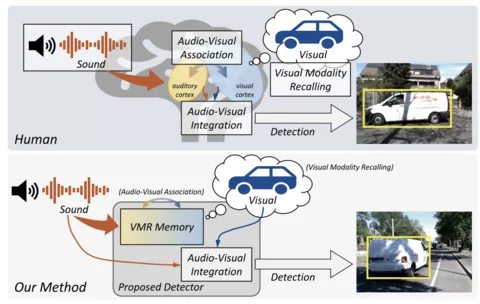 Sound
Audio-Visual
Association
Visual
Visual Modality
Recalling
auditory
cortex
visual
cortex
Audio-Visual
Integration
Detection
Human
(Visual Modality Recalling)
(Audio-Visual Association)
Sound
VMR Memory
Visual
Audio-Visual
Integration
Detection
Proposed Detector
Our Method